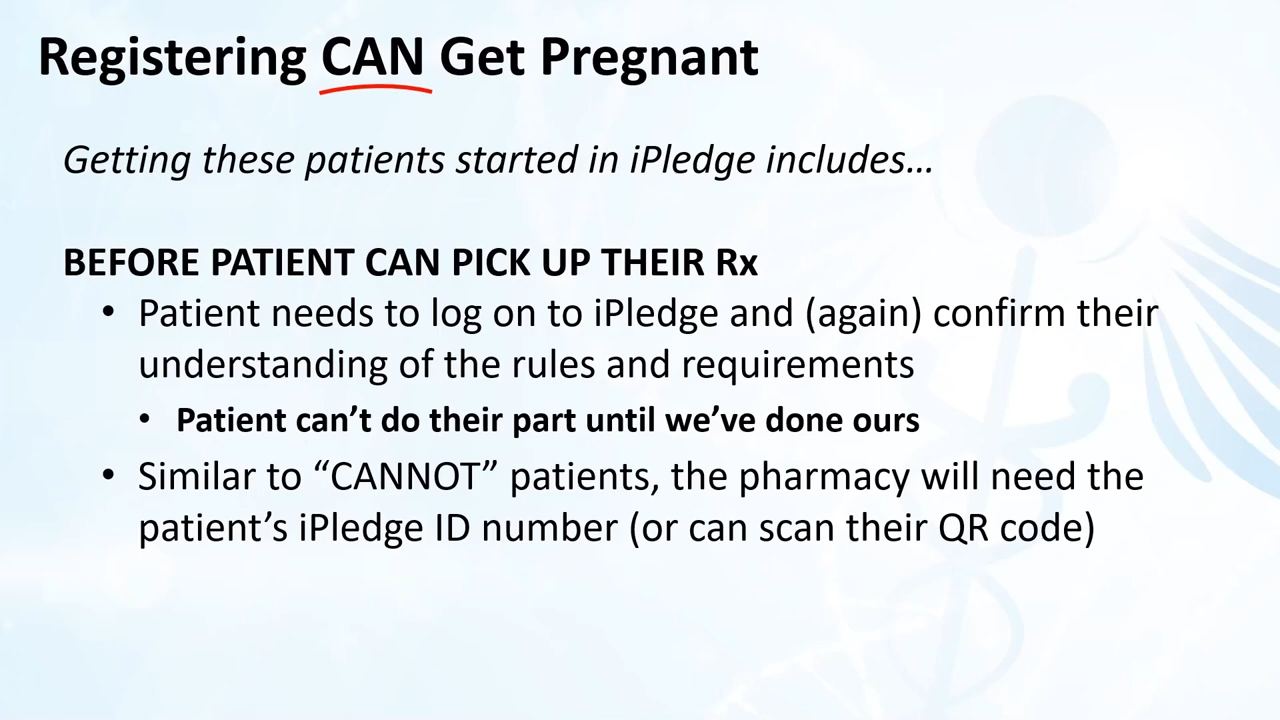 Registering CAN Get Pregnant
Getting these patients started in iPledge includes…
BEFORE PATIENT CAN PICK UP THEIR Rx
• Patient needs to log on to iPledge and (again) confirm their
understanding of the rules and requirements
• Patient can’t do their part until we’ve done ours
• Similar to “CANNOT” patients, the pharmacy will need the
patient’s iPledge ID number (or can scan their QR code)